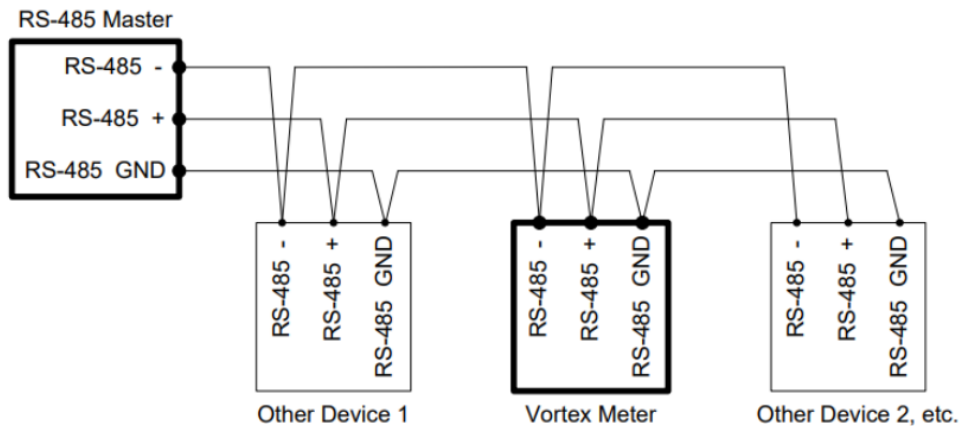 RS-485 Master
RS-485 -
RS-485 +
RS-485 GND
RS-485 -
RS-485 +
RS-485 GND
RS-485 -
RS-485 +
RS-485 GND
RS-485 -
RS-485 +
RS-485 GND
Other Device 1
Vortex Meter
Other Device 2, etc.